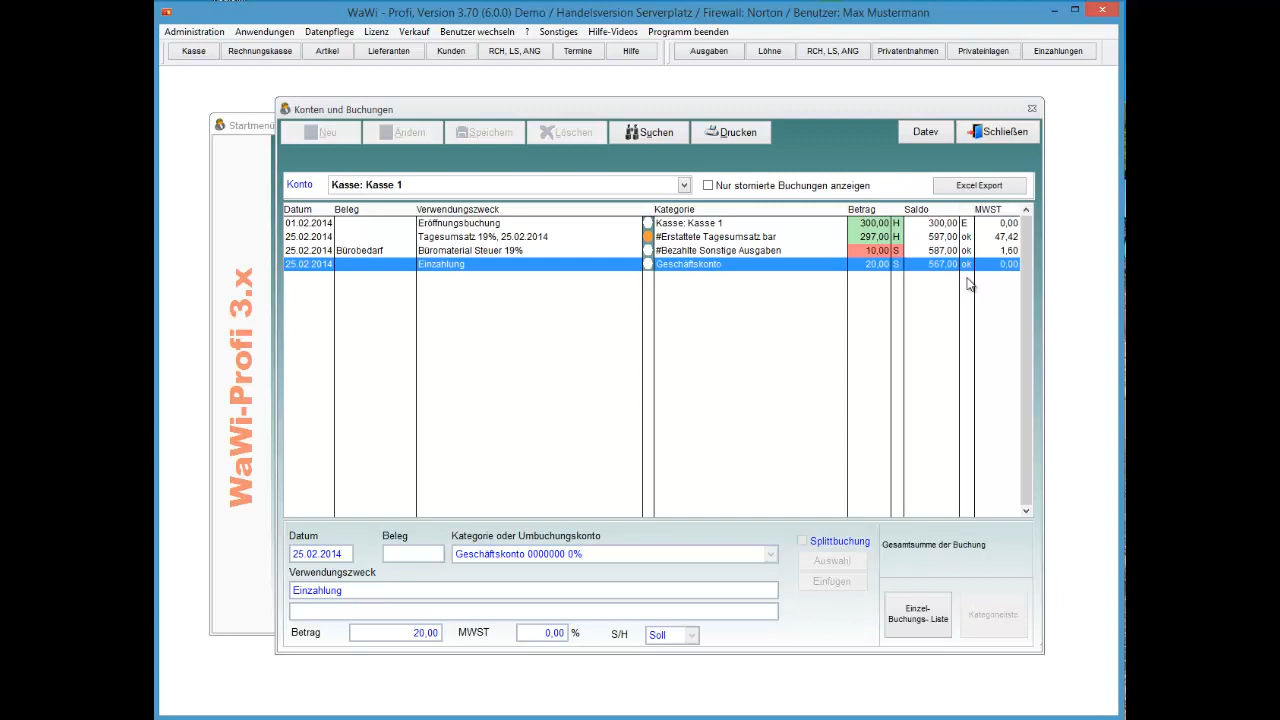 WaWi - Profi, Version 3.70 (6.0.0) Demo / Handelsversion Serverplatz / Firewall: Norton / Benutzer: Max Mustermann
Administration Anwendungen Datenpflege Lizenz Verkauf Benutzer wechseln ? Sonstiges Hilfe-Videos Programm beenden
Kasse Rechnungskasse Artikel Lieferanten Kunden RCH, LS, ANG Termine Hilfe Ausgaben Löhne RCH, LS, ANG Privatentnahmen Privateinlagen Einzahlungen
Startmenü
WaWi-Profi 3.x
Konten und Buchungen
Neu Ändern Speichern Löschen Suchen Drucken Datev Schließen
Konto Kasse: Kasse 1 Nur stornierte Buchungen anzeigen Excel Export
Datum Beleg Verwendungszweck Kategorie Betrag Saldo MWST
01.02.2014 Eröffnungsbuchung Kasse: Kasse 1 300,00 H 300,00 E 0,00
25.02.2014 Tagesumsatz 19%, 25.02.2014 #Erstattete Tagesumsatz bar 297,00 H 597,00 ok 47,42
25.02.2014 Bürobedarf Büromaterial Steuer 19% #Bezahlte Sonstige Ausgaben 10,00 S 587,00 ok 1,60
25.02.2014 Einzahlung Geschäftskonto 20,00 S 567,00 ok 0,00
Datum Beleg Kategorie oder Umbuchungskonto Splittbuchung Gesamtsumme der Buchung
25.02.2014 Geschäftskonto 0000000 0% Auswahl
Verwendungszweck Einfügen
Einzahlung
Einzel-
Buchungs- Liste Kategorieliste
Betrag 20,00 MWST 0,00 % S/H Soll